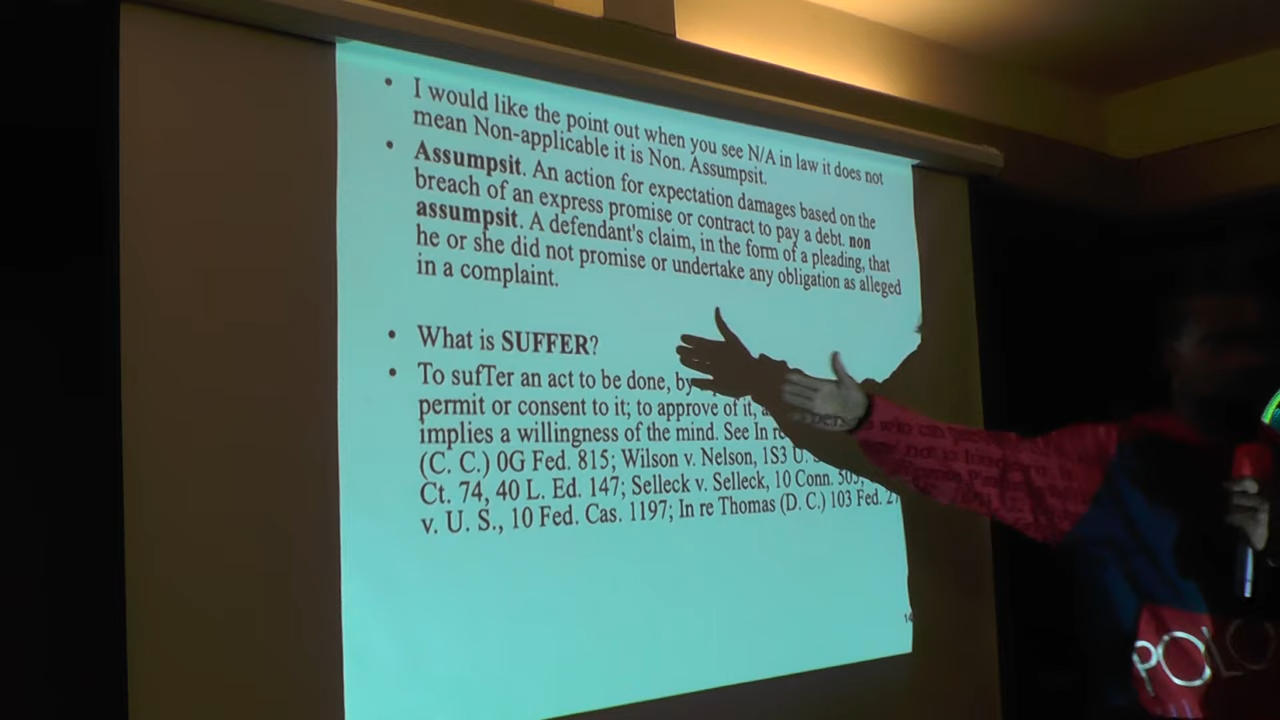 • I would like the point out when you see N/A in law it does not
mean Non-applicable it is Non. Assumpsit.
• Assumpsit. An action for expectation damages based on the
breach of an express promise or contract to pay a debt. non
assumpsit. A defendant's claim, in the form of a pleading, that
he or she did not promise or undertake any obligation as alleged
in a complaint.
• What is SUFFER?
• To sufTer an act to be done, by
permit or consent to it; to approve of it,
implies a willingness of the mind. See In re
(C. C.) 0G Fed. 815; Wilson v. Nelson, 1S3 U.
Ct. 74, 40 L. Ed. 147; Selleck v. Selleck, 10 Conn. 505,
v. U. S., 10 Fed. Cas. 1197; In re Thomas (D. C.) 103 Fed.
14
POLO